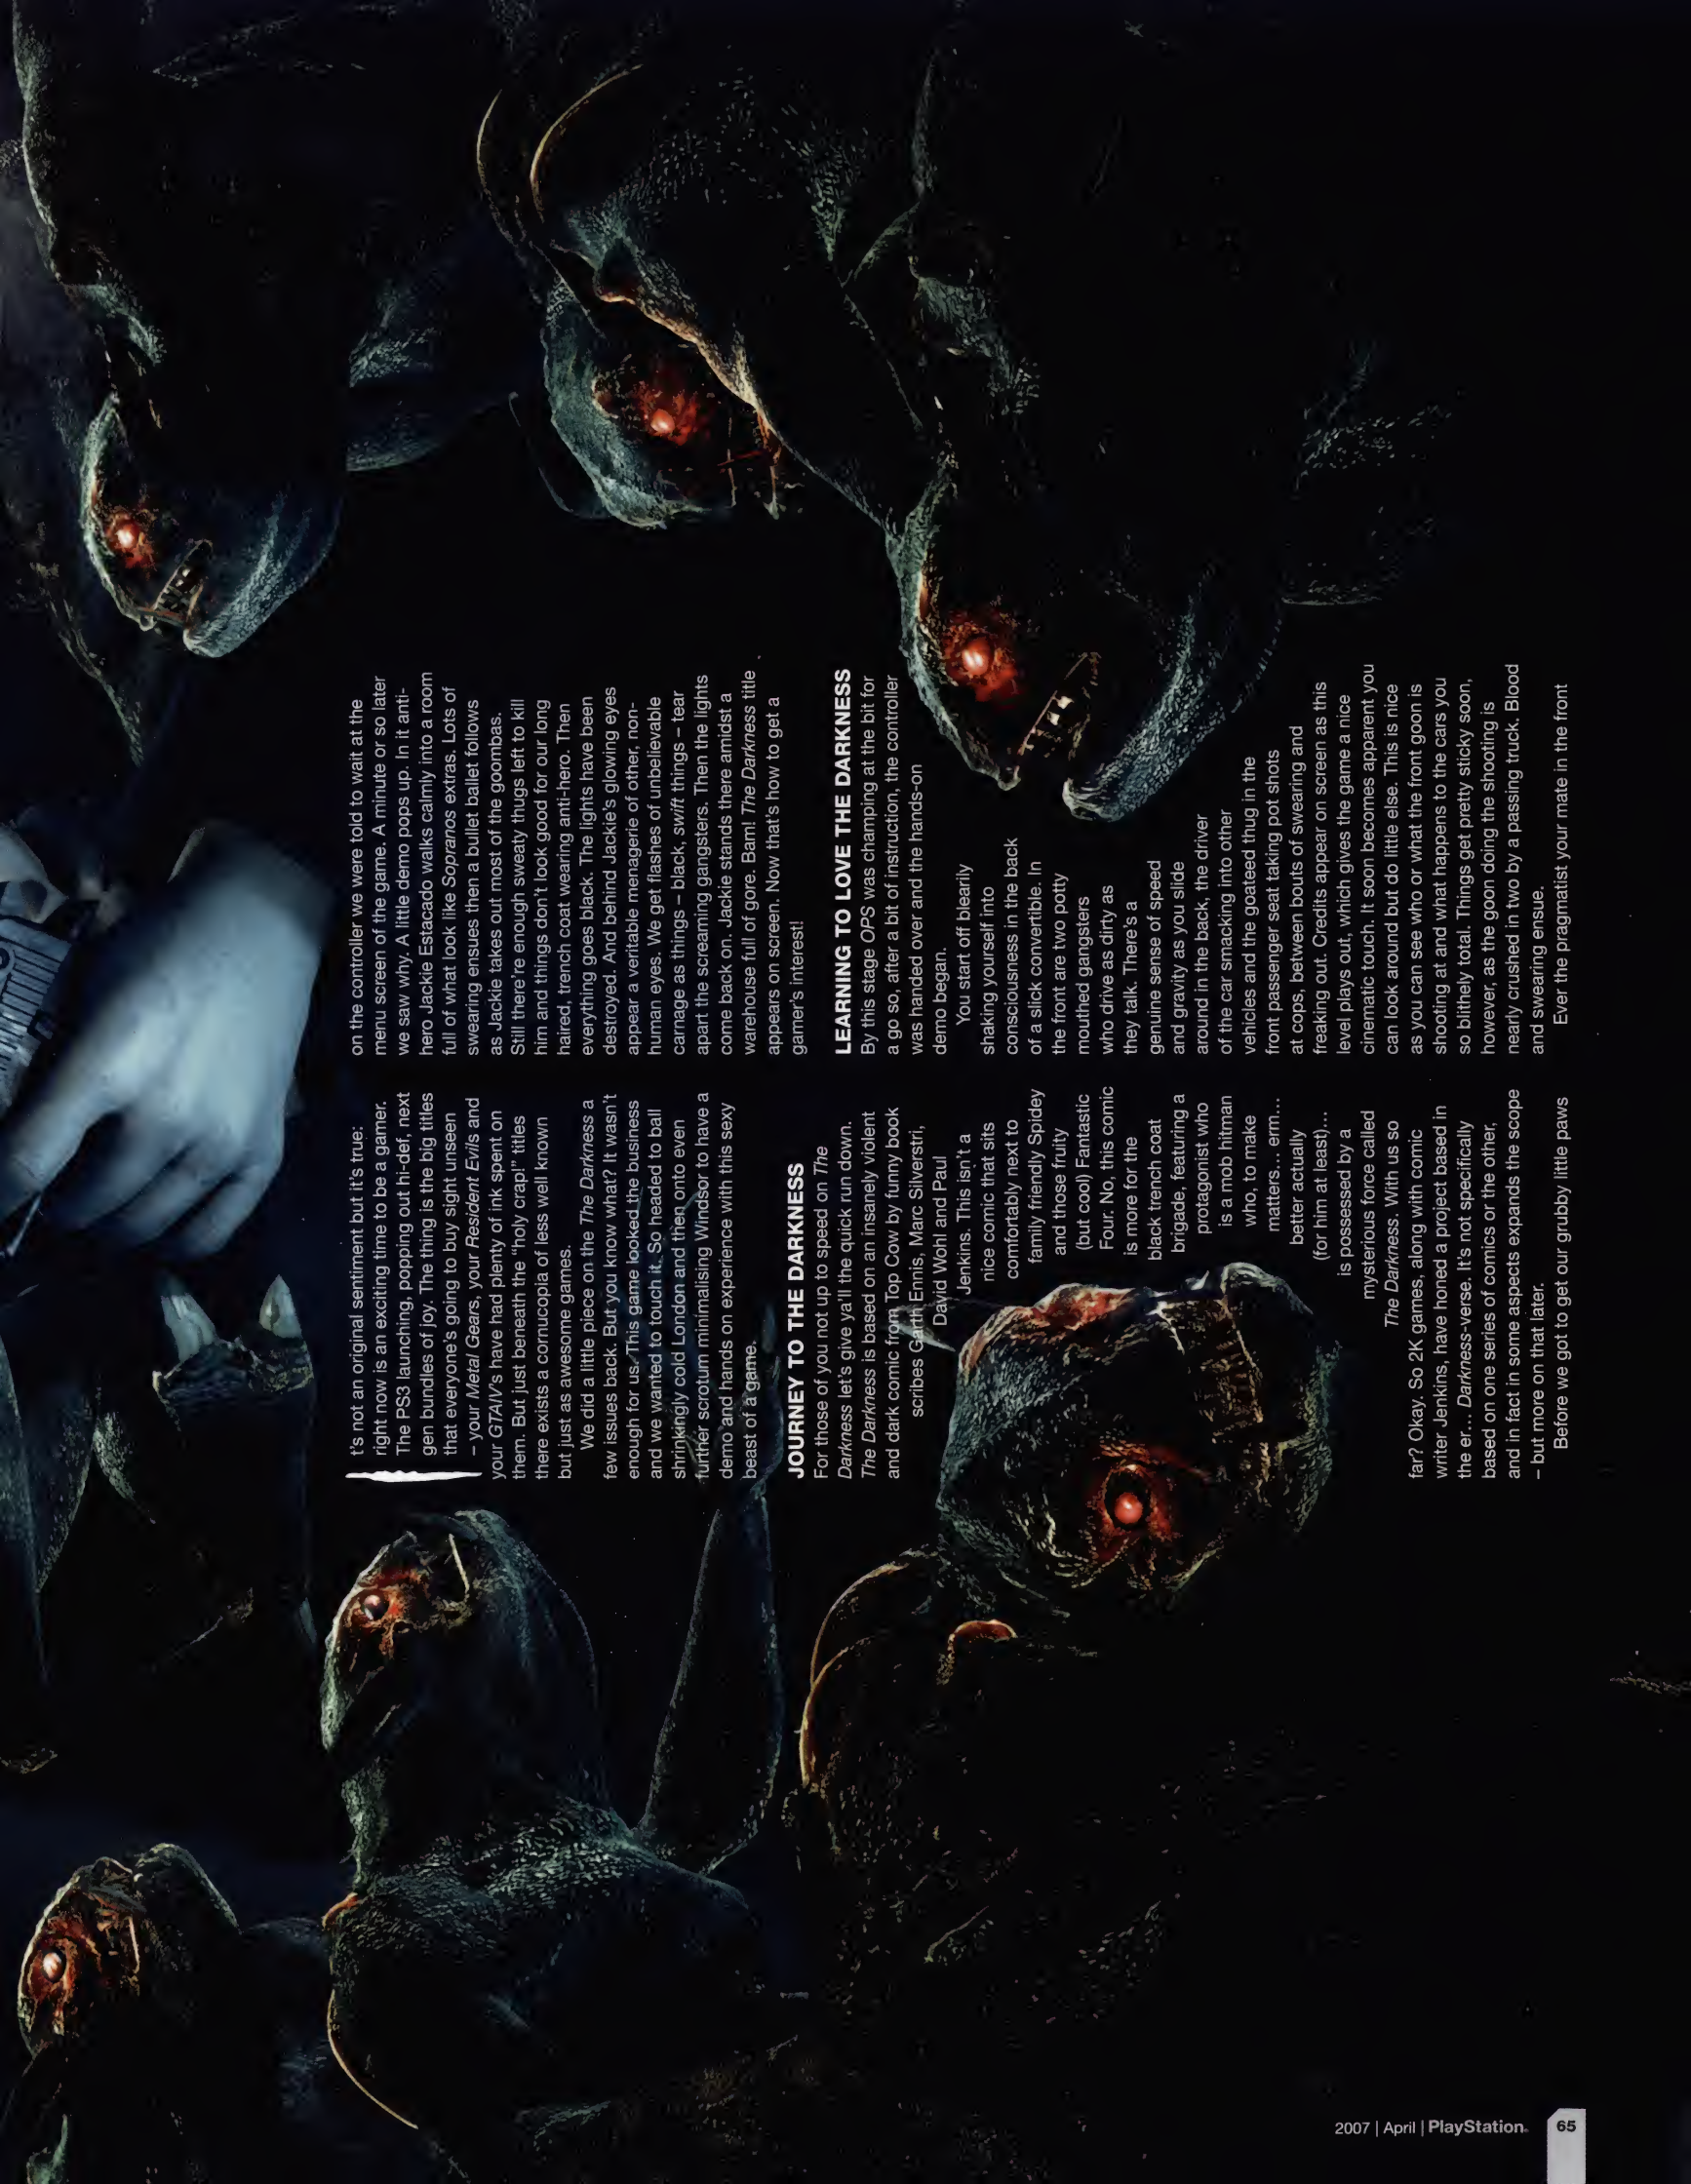 It's not an original sentiment but it's true:
right now is an exciting time to be a gamer.
The PS3 launching, popping out hi-def, next
gen bundles of joy. The thing is the big titles
that everyone's going to buy sight unseen
– your Metal Gears, your Resident Evils and
your GTAIV's have had plenty of ink spent on
them. But just beneath the “holy crap!” titles
there exists a cornucopia of less well known
but just as awesome games.
We did a little piece on the The Darkness a
few issues back. But you know what? It wasn't
enough for us. This game looked the business
and we wanted to touch it. So headed to ball
shrinkingly cold London and then onto even
further scrotum minimalising Windsor to have a
demo and hands on experience with this sexy
beast of a game.
JOURNEY TO THE DARKNESS
For those of you not up to speed on The
Darkness let's give ya'll the quick run down.
The Darkness is based on an insanely violent
and dark comic from Top Cow by funny book
scribes Garth Ennis, Marc Silverstri,
David Wohl and Paul
Jenkins. This isn't a
nice comic that sits
comfortably next to
family friendly Spidey
and those fruity
(but cool) Fantastic
Four. No, this comic
is more for the
black trench coat
brigade, featuring a
protagonist who
is a mob hitman
who, to make
matters... erm...
better actually
(for him at least)...
is possessed by a
mysterious force called
The Darkness. With us so
far? Okay. So 2K games, along with comic
writer Jenkins, have honed a project based in
the er... Darkness-verse. It's not specifically
based on one series of comics or the other,
and in fact in some aspects expands the scope
– but more on that later.
Before we got to get our grubby little paws
on the controller we were told to wait at the
menu screen of the game. A minute or so later
we saw why. A little demo pops up. In it anti-
hero Jackie Estacado walks calmly into a room
full of what look like Sopranos extras. Lots of
swearing ensues then a bullet ballet follows
as Jackie takes out most of the goombas.
Still there're enough sweaty thugs left to kill
him and things don't look good for our long
haired, trench coat wearing anti-hero. Then
everything goes black. The lights have been
destroyed. And behind Jackie's glowing eyes
appear a veritable menagerie of other, non-
human eyes. We get flashes of unbelievable
carnage as things – black, swift things – tear
apart the screaming gangsters. Then the lights
come back on. Jackie stands there amidst a
warehouse full of gore. Bam! The Darkness title
appears on screen. Now that's how to get a
gamer's interest!
LEARNING TO LOVE THE DARKNESS
By this stage OPS was champing at the bit for
a go so, after a bit of instruction, the controller
was handed over and the hands-on
demo began.
You start off blearily
shaking yourself into
consciousness in the back
of a slick convertible. In
the front are two potty
mouthed gangsters
who drive as dirty as
they talk. There's a
genuine sense of speed
and gravity as you slide
around in the back, the driver
of the car smacking into other
vehicles and the goateed thug in the
front passenger seat taking pot shots
at cops, between bouts of swearing and
freaking out. Credits appear on screen as this
level plays out, which gives the game a nice
cinematic touch. It soon becomes apparent you
can look around but do little else. This is nice
as you can see who or what the front goon is
shooting at and what happens to the cars you
so blithely total. Things get pretty sticky soon,
however, as the goon doing the shooting is
nearly crushed in two by a passing truck. Blood
and swearing ensue.
Ever the pragmatist your mate in the front
2007 | April | PlayStation.
65